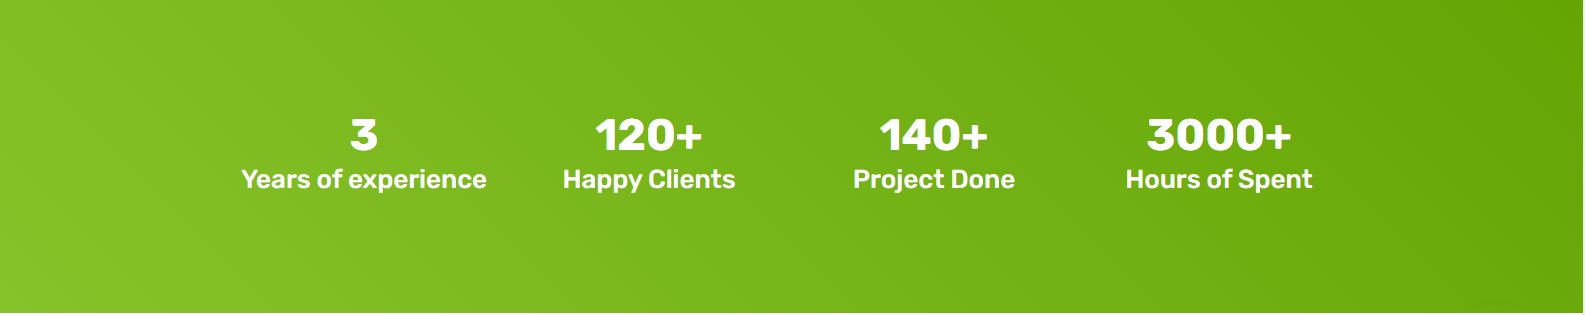 3 120+ 140+ 3000+
Years of experience Happy Clients Project Done Hours of Spent